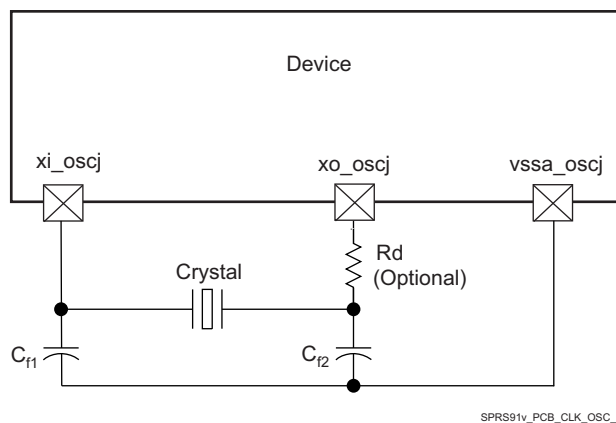 Device
xi_oscj
xo_oscj
vssa_oscj
Rd
(Optional)
Crystal
Cf1
Cf2
SPRS91v_PCB_CLK_OSC_